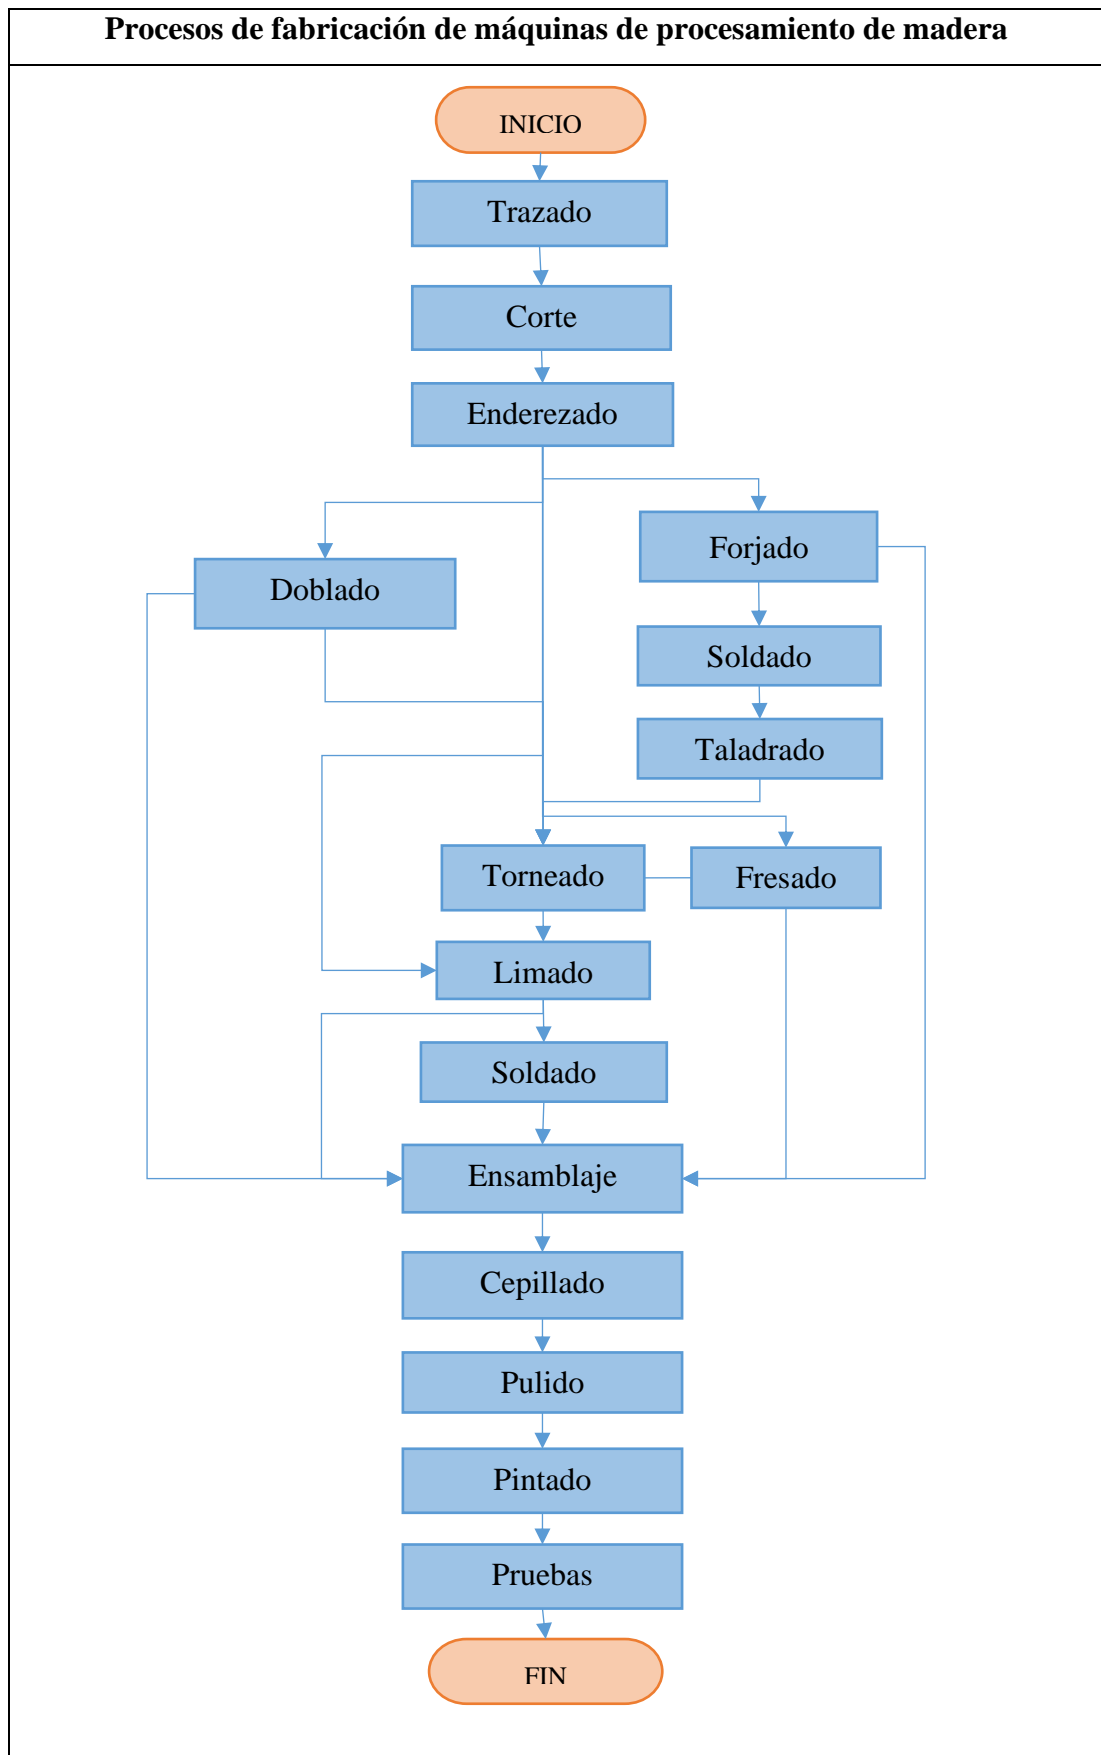 Procesos de fabricación de máquinas de procesamiento de madera
INICIO
Trazado
Corte
Enderezado
Forjado
Doblado
Soldado
Taladrado
Torneado
Fresado
Limado
Soldado
Ensamblaje
Cepillado
Pulido
Pintado
Pruebas
FIN